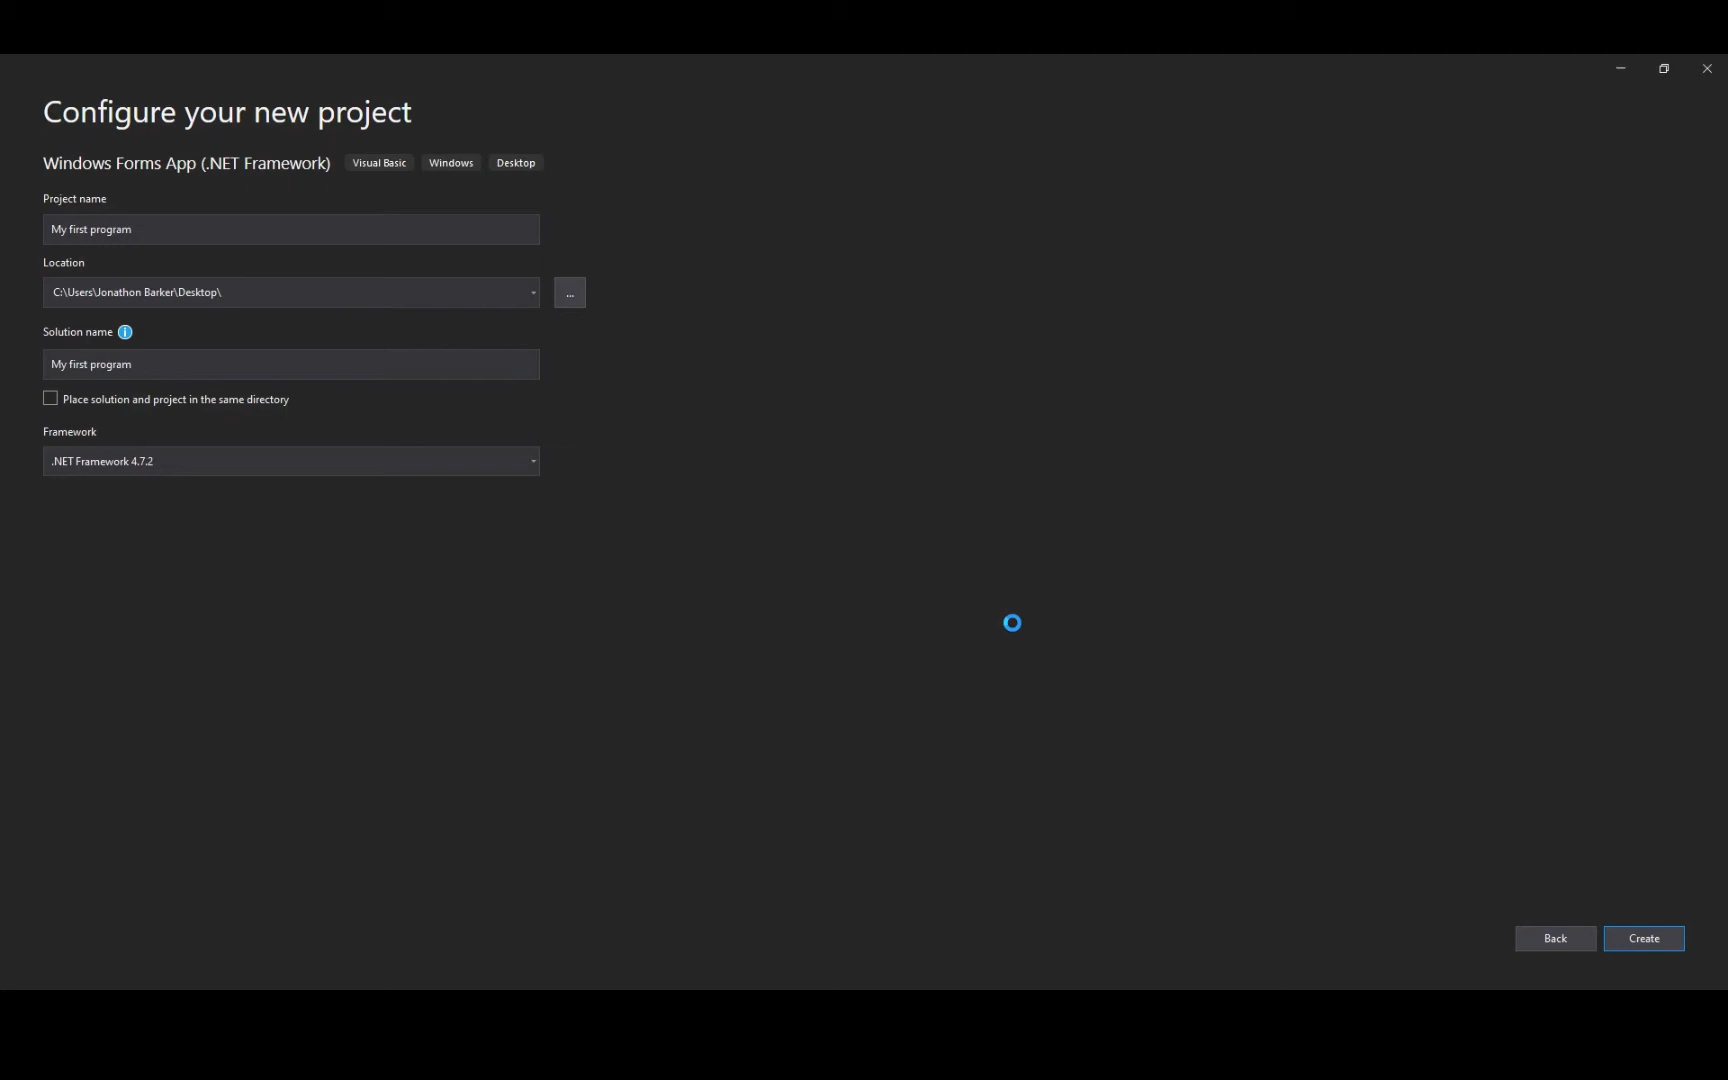 Configure your new project
Windows Forms App (.NET Framework) Visual Basic Windows Desktop
Project name
My first program
Location
C:\Users\Jonathon Barker\Desktop\
...
Solution name
My first program
Place solution and project in the same directory
Framework
.NET Framework 4.7.2
Back Create